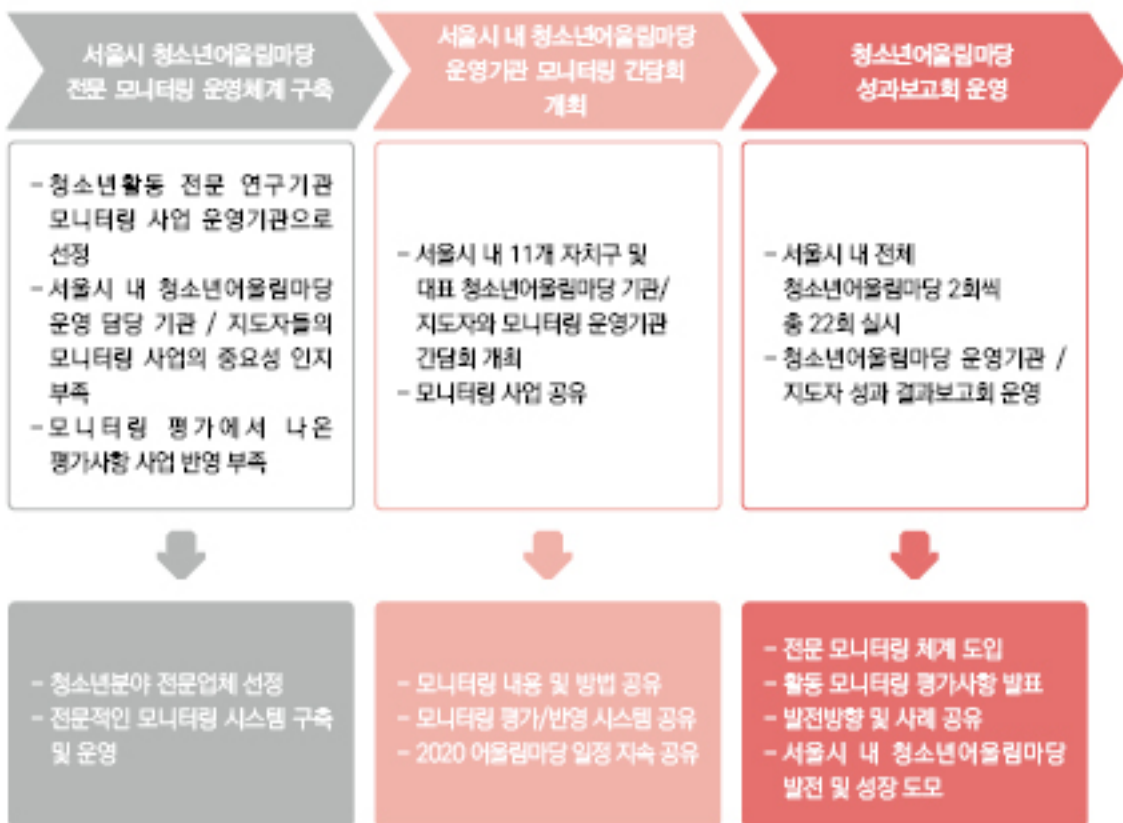 서울시 청소년어울림마당
전문 모니터링 운영체계 구축
서울시 내 청소년어울림마당
운영기관 모니터링 간담회
개최
청소년어울림마당
성과보고회 운영
- 청소년활동 전문 연구기관
모니터링 사업 운영기관으로
선정
- 서울시 내 청소년어울림마당
운영 담당 기관 / 지도자들의
모니터링 사업의 중요성 인지
부족
- 모니터링 평가에서 나온
평가사항 사업 반영 부족
- 서울시 내 11개 자치구 및
대표 청소년어울림마당 기관/
지도자와 모니터링 운영기관
간담회 개최
- 모니터링 사업 공유
- 서울시 내 전체
청소년어울림마당 2회씩
총 22회 실시
- 청소년어울림마당 운영기관 /
지도자 성과 결과보고회 운영
- 청소년분야 전문업체 선정
- 전문적인 모니터링 시스템 구축
및 운영
- 모니터링 내용 및 방법 공유
- 모니터링 평가/반영 시스템 공유
- 2020 어울림마당 일정 지속 공유
- 전문 모니터링 체계 도입
- 활동 모니터링 평가사항 발표
- 발전방향 및 사례 공유
- 서울시 내 청소년어울림마당
발전 및 성장 도모